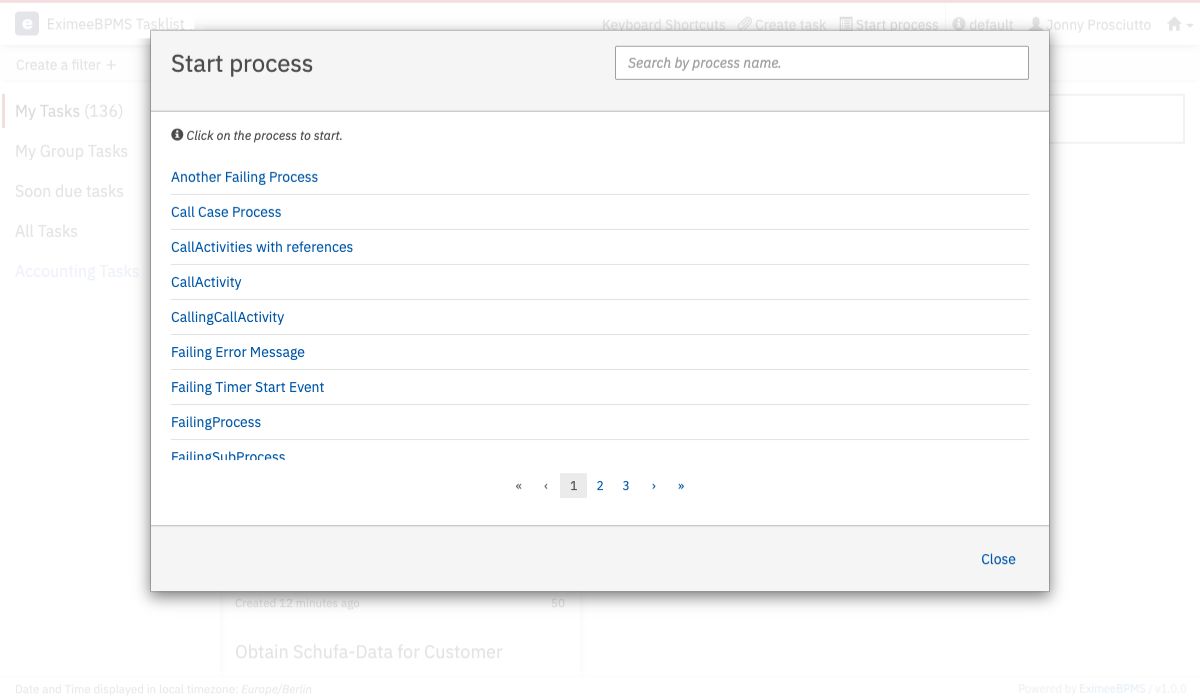 e EximeeBPMS Tasklist Keyboard Shortcuts Create task Start process default Jonny Prosciutto
Create a filter +
My Tasks (136)
My Group Tasks
Soon due tasks
All Tasks
Accounting Tasks
Start process
Search by process name.
Click on the process to start.
Another Failing Process
Call Case Process
CallActivities with references
CallActivity
CallingCallActivity
Failing Error Message
Failing Timer Start Event
FailingProcess
FailingSubProcess
« ‹ 1 2 3 › »
Close
Created 12 minutes ago 50
Obtain Schufa-Data for Customer
Date and Time displayed in local timezone: Europe/Berlin Powered by EximeeBPMS / v1.0.0